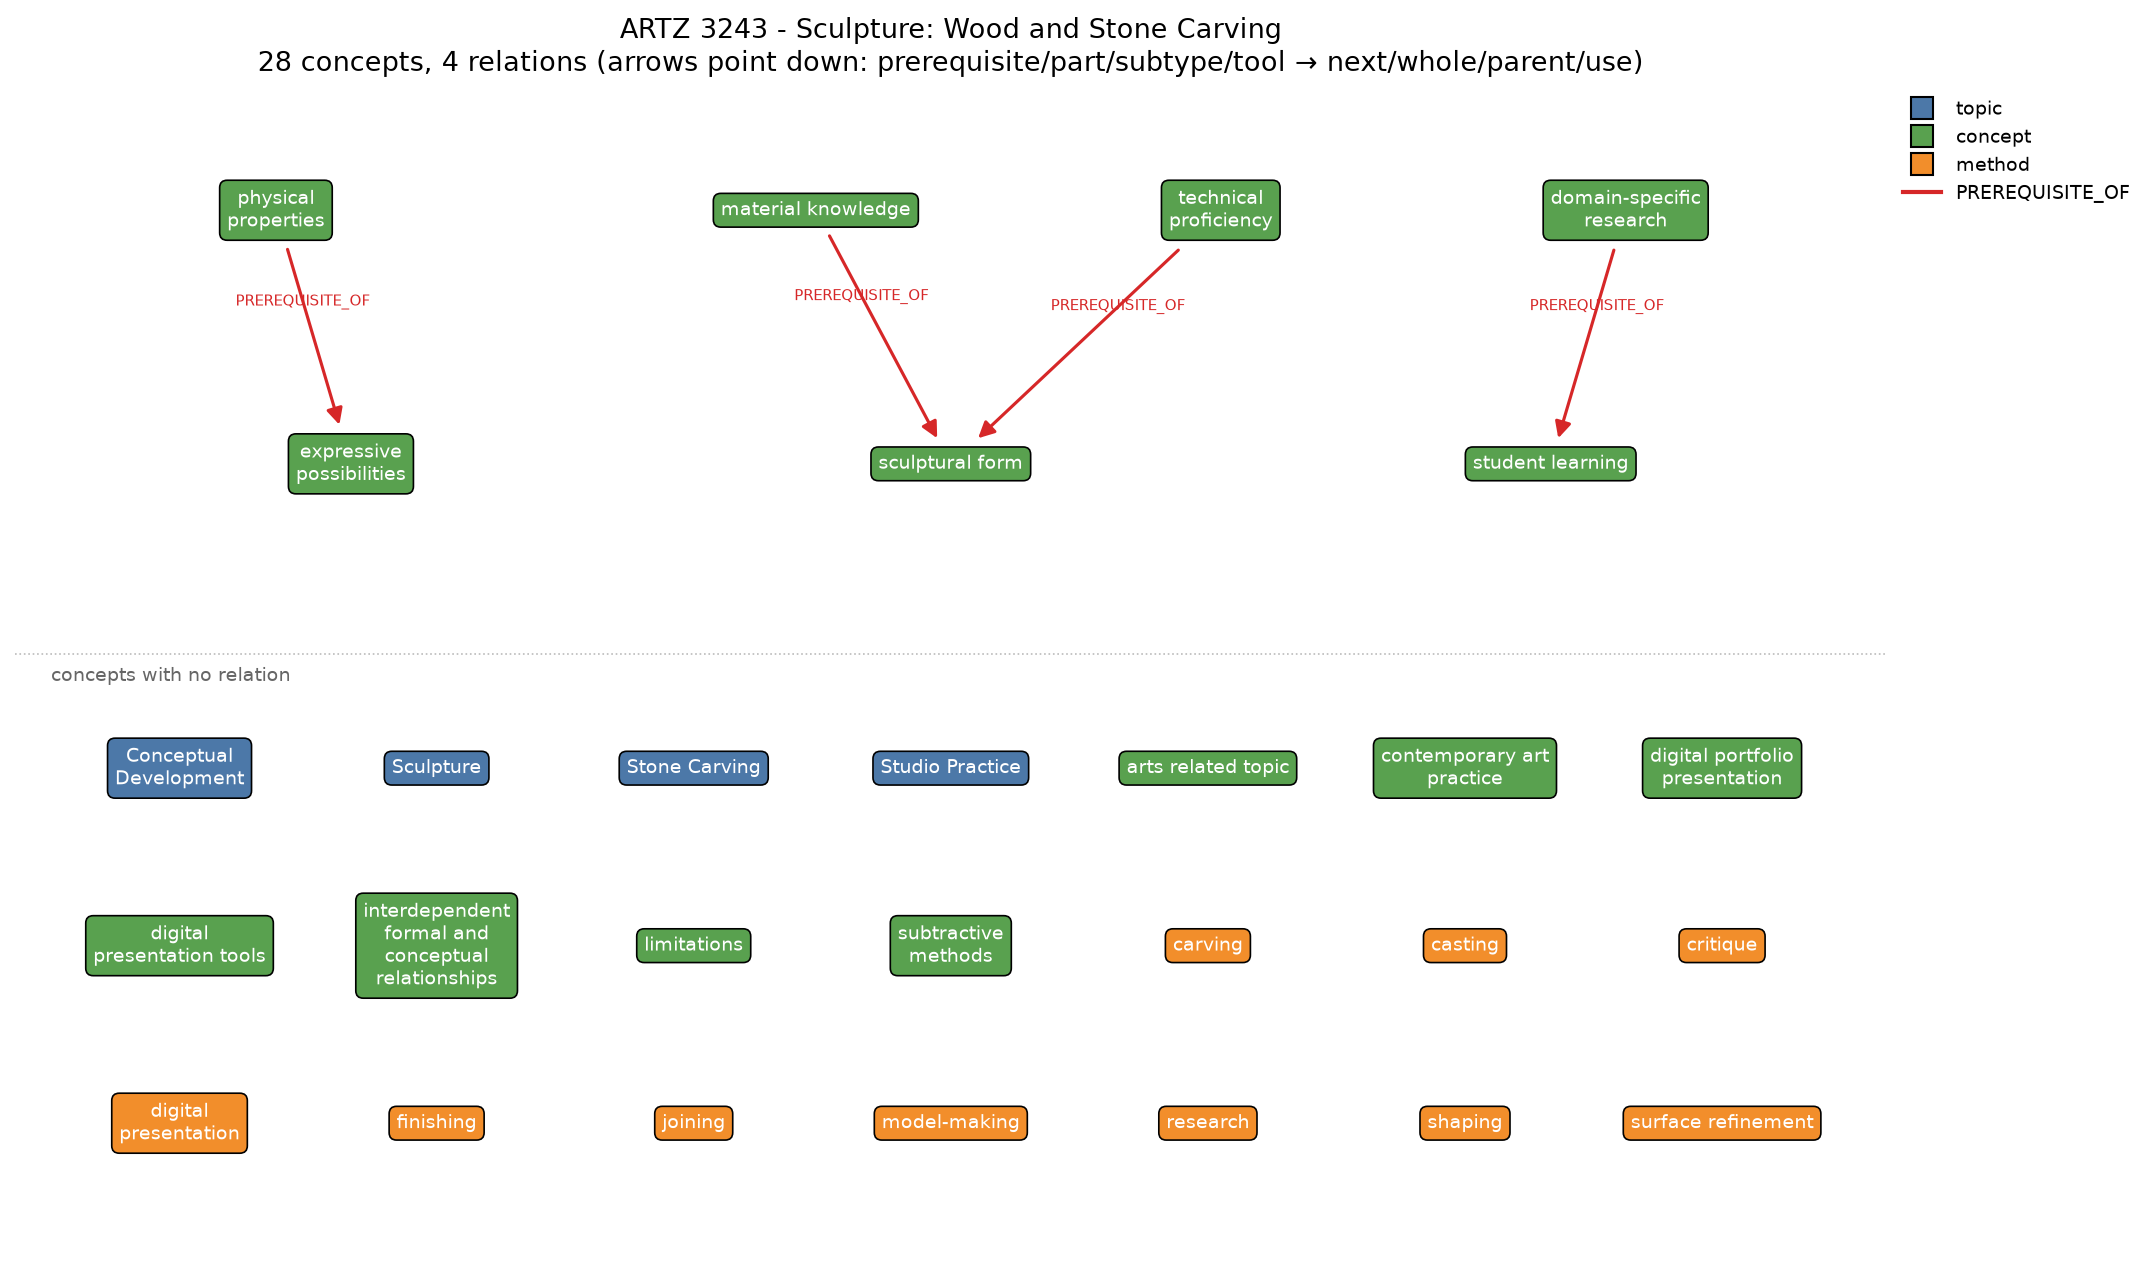 ARTZ 3243 - Sculpture: Wood and Stone Carving
28 concepts, 4 relations (arrows point down: prerequisite/part/subtype/tool → next/whole/parent/use)
topic
concept
method
PREREQUISITE_OF
physical
properties
material knowledge
technical
proficiency
domain-specific
research
PREREQUISITE_OF
PREREQUISITE_OF
PREREQUISITE_OF
PREREQUISITE_OF
expressive
possibilities
sculptural form
student learning
concepts with no relation
Conceptual
Development
Sculpture
Stone Carving
Studio Practice
arts related topic
contemporary art
practice
digital portfolio
presentation
digital
presentation tools
interdependent
formal and
conceptual
relationships
limitations
subtractive
methods
carving
casting
critique
digital
presentation
finishing
joining
model-making
research
shaping
surface refinement